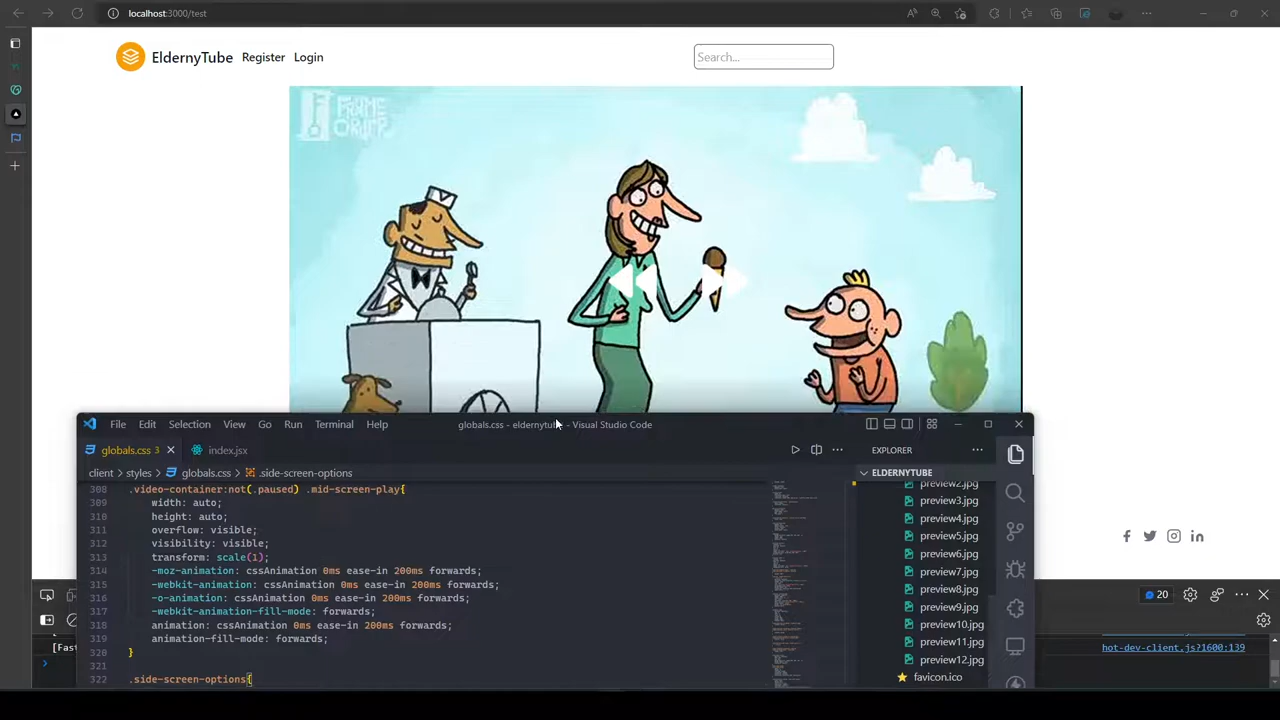 localhost:3000/test
EldernyTube Register Login
Search...
FRAME
ORDER
File Edit Selection View Go Run Terminal Help
globals.css - eldernytube - Visual Studio Code
globals.css 3
index.jsx
EXPLORER
client > styles > globals.css > .side-screen-options
ELDERNYTUBE
308 .video-container:not(.paused) .mid-screen-play{
309 width: auto;
310 height: auto;
311 overflow: visible;
312 visibility: visible;
313 transform: scale(1);
314 -moz-animation: cssAnimation 0ms ease-in 200ms forwards;
315 -webkit-animation: cssAnimation 0ms ease-in 200ms forwards;
316 -o-animation: cssAnimation 0ms ease-in 200ms forwards;
317 -webkit-animation-fill-mode: forwards;
318 animation: cssAnimation 0ms ease-in 200ms forwards;
319 animation-fill-mode: forwards;
320 }
321
322 .side-screen-options{
preview2.jpg
preview3.jpg
preview4.jpg
preview5.jpg
preview6.jpg
preview7.jpg
preview8.jpg
preview9.jpg
preview10.jpg
preview11.jpg
preview12.jpg
favicon.ico
20
[Fast
hot-dev-client.js?1600:139